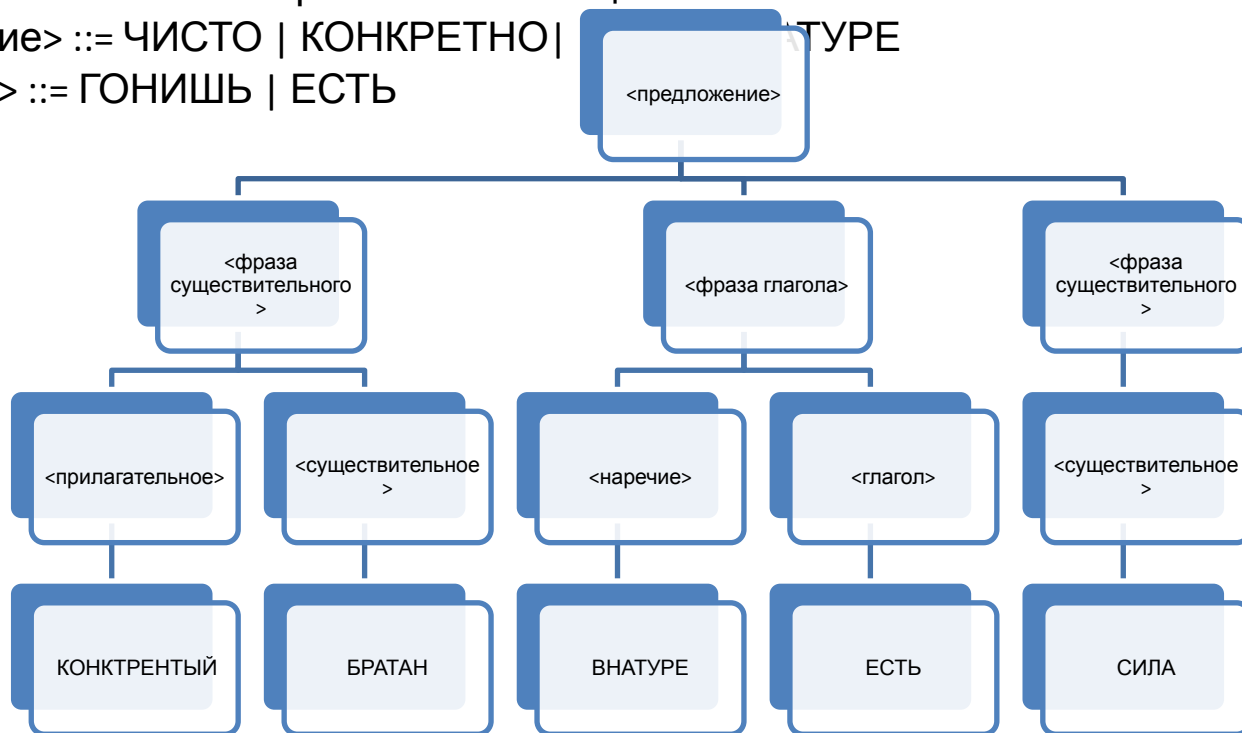 ие> ::= ЧИСТО | КОНКРЕТНО|
> ::= ГОНИШЬ | ЕСТЬ
<предложение>
<фраза
существительного
>
<фраза глагола>
<фраза
существительного
>
<прилагательное>
<существительное
>
<наречие>
<глагол>
<существительное
>
КОНКТРЕНТЫЙ
БРАТАН
ВНАТУРЕ
ЕСТЬ
СИЛА